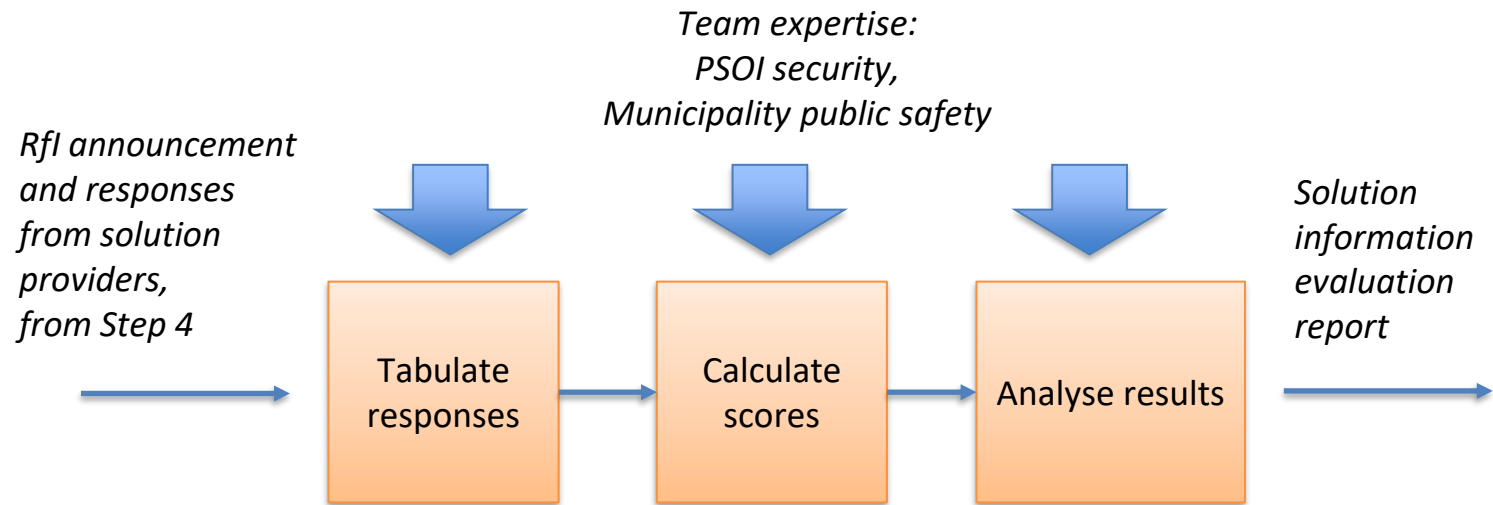 Team expertise:
PSOI security,
Municipality public safety
RfI announcement
and responses
from solution
providers,
from Step 4
Tabulate
responses
Calculate
scores
Analyse results
Solution
information
evaluation
report